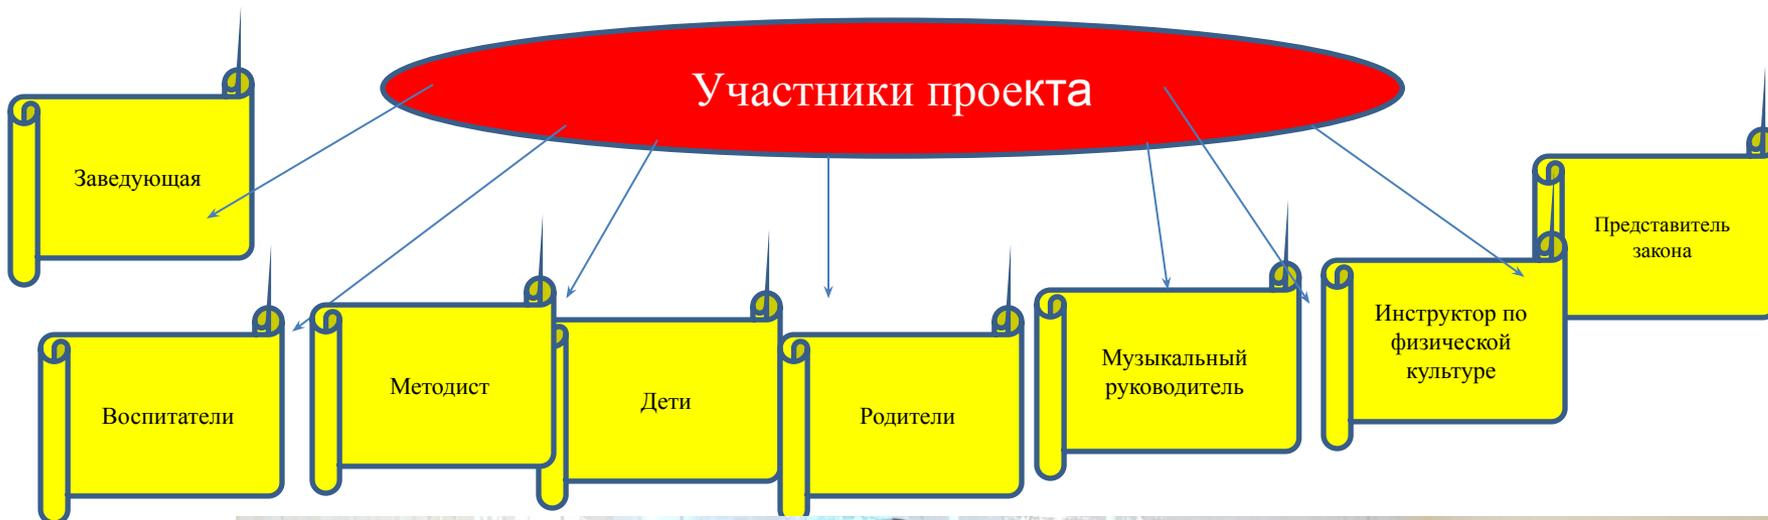 Участники проекта
Заведующая
Представитель
закона
Инструктор по
физической
культуре
Музыкальный
руководитель
Методист
Дети
Воспитатели
Родители